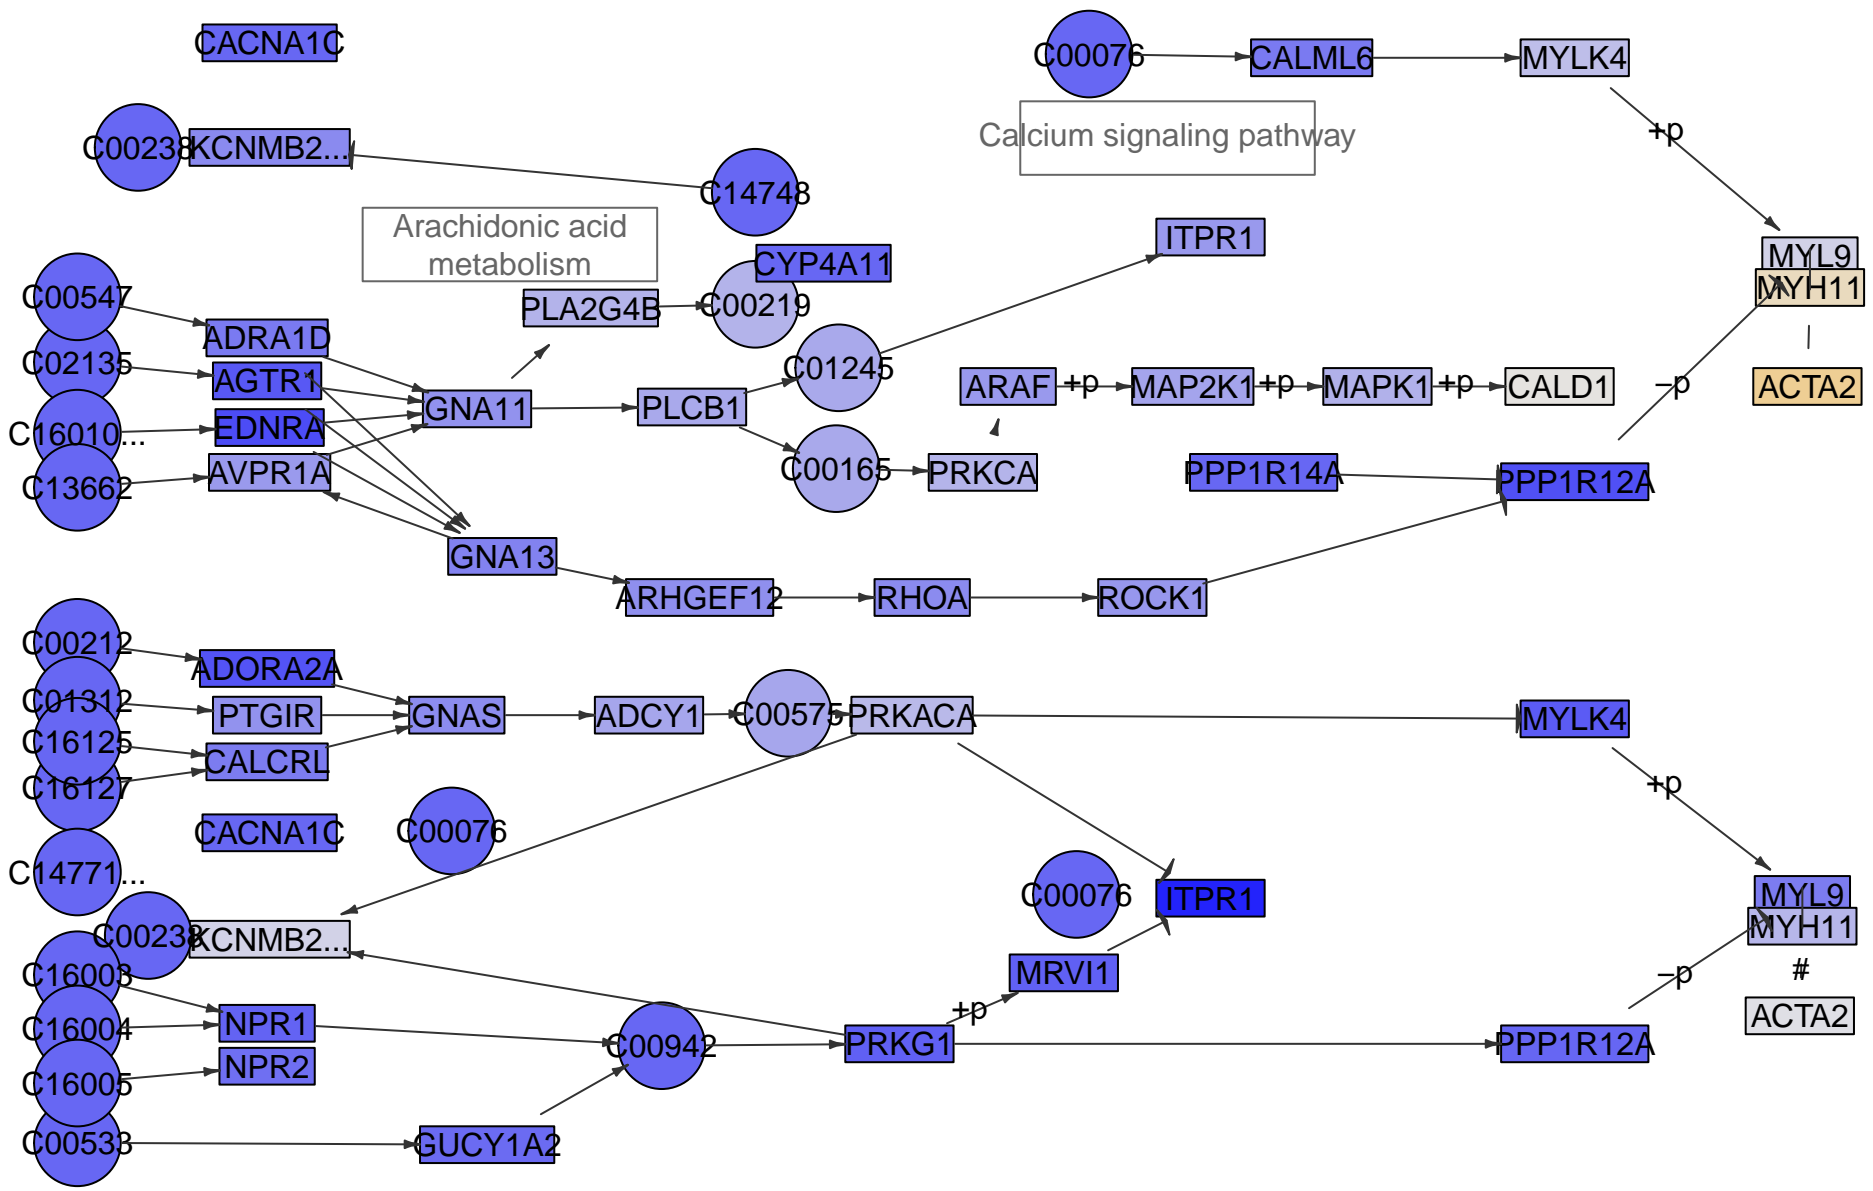 CACNA1C
C00076
CALML6
MYLK4
C00238
KCNMB2...
Calcium signaling pathway
+p
C14748
Arachidonic acid
metabolism
ITPR1
CYP4A11
MYL9
MYH11
C00547
PLA2G4B
C00219
ADRA1D
C02135
AGTR1
C01245
ARAF
+p
MAP2K1
+p
MAPK1
+p
CALD1
−p
ACTA2
GNA11
PLCB1
C16010...
EDNRA
AVPR1A
C13662
C00165
PRKCA
PPP1R14A
PPP1R12A
GNA13
ARHGEF12
RHOA
ROCK1
C00212
ADORA2A
C01312
PTGIR
GNAS
ADCY1
C00575
PRKACA
MYLK4
C16125
CALCRL
C16127
+p
CACNA1C
C00076
C14771...
C00076
ITPR1
MYL9
MYH11
C00238
KCNMB2...
C16003
MRVI1
−p
#
+p
C16004
NPR1
C00942
PRKG1
PPP1R12A
ACTA2
NPR2
C16005
C00533
GUCY1A2